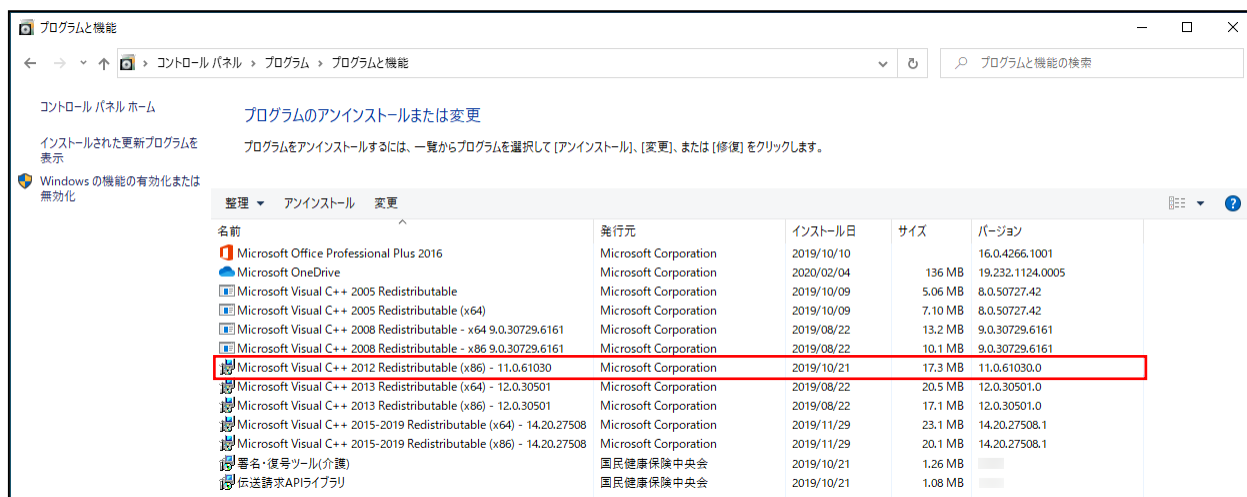 プログラムと機能
コントロール パネル › プログラム › プログラムと機能
プログラムと機能の検索
コントロール パネル ホーム
インストールされた更新プログラムを
表示
Windows の機能の有効化または
無効化
プログラムのアンインストールまたは変更
プログラムをアンインストールするには、一覧からプログラムを選択して [アンインストール]、[変更]、または [修復] をクリックします。
整理 アンインストール 変更
名前 発行元 インストール日 サイズ バージョン
Microsoft Office Professional Plus 2016 Microsoft Corporation 2019/10/10 16.0.4266.1001
Microsoft OneDrive Microsoft Corporation 2020/02/04 136 MB 19.232.1124.0005
Microsoft Visual C++ 2005 Redistributable Microsoft Corporation 2019/10/09 5.06 MB 8.0.50727.42
Microsoft Visual C++ 2005 Redistributable (x64) Microsoft Corporation 2019/10/09 7.10 MB 8.0.50727.42
Microsoft Visual C++ 2008 Redistributable - x64 9.0.30729.6161 Microsoft Corporation 2019/08/22 13.2 MB 9.0.30729.6161
Microsoft Visual C++ 2008 Redistributable - x86 9.0.30729.6161 Microsoft Corporation 2019/08/22 10.1 MB 9.0.30729.6161
Microsoft Visual C++ 2012 Redistributable (x86) - 11.0.61030 Microsoft Corporation 2019/10/21 17.3 MB 11.0.61030.0
Microsoft Visual C++ 2013 Redistributable (x64) - 12.0.30501 Microsoft Corporation 2019/08/22 20.5 MB 12.0.30501.0
Microsoft Visual C++ 2013 Redistributable (x86) - 12.0.30501 Microsoft Corporation 2019/08/22 17.1 MB 12.0.30501.0
Microsoft Visual C++ 2015-2019 Redistributable (x64) - 14.20.27508 Microsoft Corporation 2019/11/29 23.1 MB 14.20.27508.1
Microsoft Visual C++ 2015-2019 Redistributable (x86) - 14.20.27508 Microsoft Corporation 2019/11/29 20.1 MB 14.20.27508.1
署名・復号ツール(介護) 国民健康保険中央会 2019/10/21 1.26 MB
伝送請求APIライブラリ 国民健康保険中央会 2019/10/21 1.08 MB